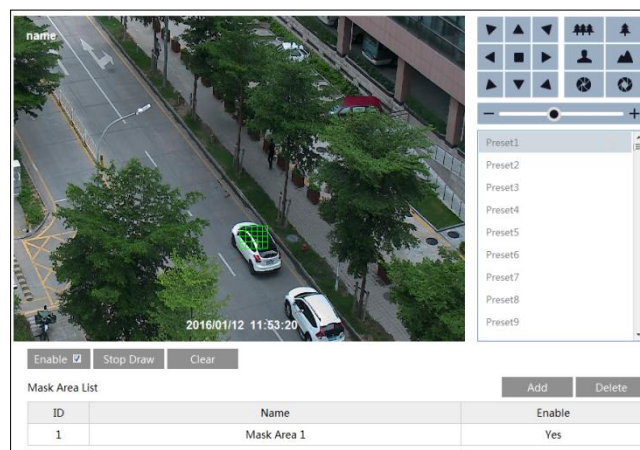 name
2016/01/12 11:53:20
Preset1
Preset2
Preset3
Preset4
Preset5
Preset6
Preset7
Preset8
Preset9
Enable Stop Draw Clear
Mask Area List Add Delete
ID Name Enable
1 Mask Area 1 Yes